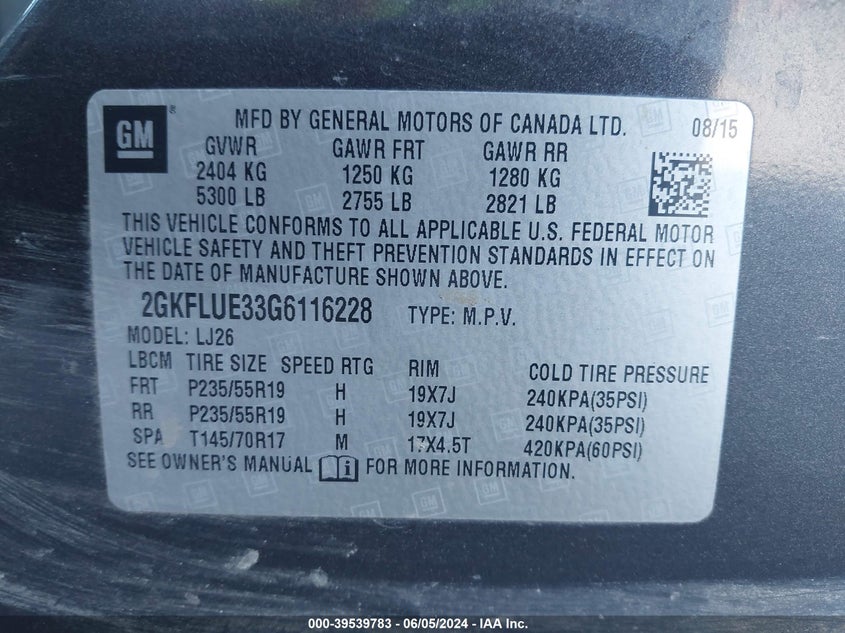 GM ®
MFD BY GENERAL MOTORS OF CANADA LTD. 08/15
GVWR GAWR FRT GAWR RR
2404 KG 1250 KG 1280 KG
5300 LB 2755 LB 2821 LB
THIS VEHICLE CONFORMS TO ALL APPLICABLE U.S. FEDERAL MOTOR
VEHICLE SAFETY AND THEFT PREVENTION STANDARDS IN EFFECT ON
THE DATE OF MANUFACTURE SHOWN ABOVE.
2GKFLUE33G6116228 TYPE: M.P.V.
MODEL: LJ26
LBCM TIRE SIZE SPEED RTG RIM COLD TIRE PRESSURE
FRT P235/55R19 H 19X7J 240KPA(35PSI)
RR P235/55R19 H 19X7J 240KPA(35PSI)
SPA T145/70R17 M 17X4.5T 420KPA(60PSI)
SEE OWNER'S MANUAL FOR MORE INFORMATION.
000-39539783 - 06/05/2024 - IAA Inc.